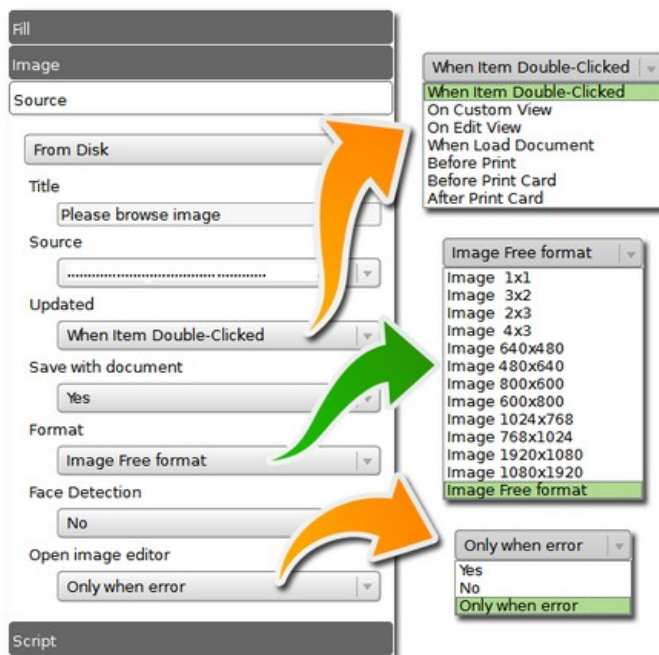 Fill
Image
Source
From Disk
Title
Please browse image
Source
Updated
When Item Double-Clicked
Save with document
Yes
Format
Image Free format
Face Detection
No
Open image editor
Only when error
Script
When Item Double-Clicked
When Item Double-Clicked
On Custom View
On Edit View
When Load Document
Before Print
Before Print Card
After Print Card
Image Free format
Image 1x1
Image 3x2
Image 2x3
Image 4x3
Image 640x480
Image 480x640
Image 800x600
Image 600x800
Image 1024x768
Image 768x1024
Image 1920x1080
Image 1080x1920
Image Free format
Only when error
Yes
No
Only when error